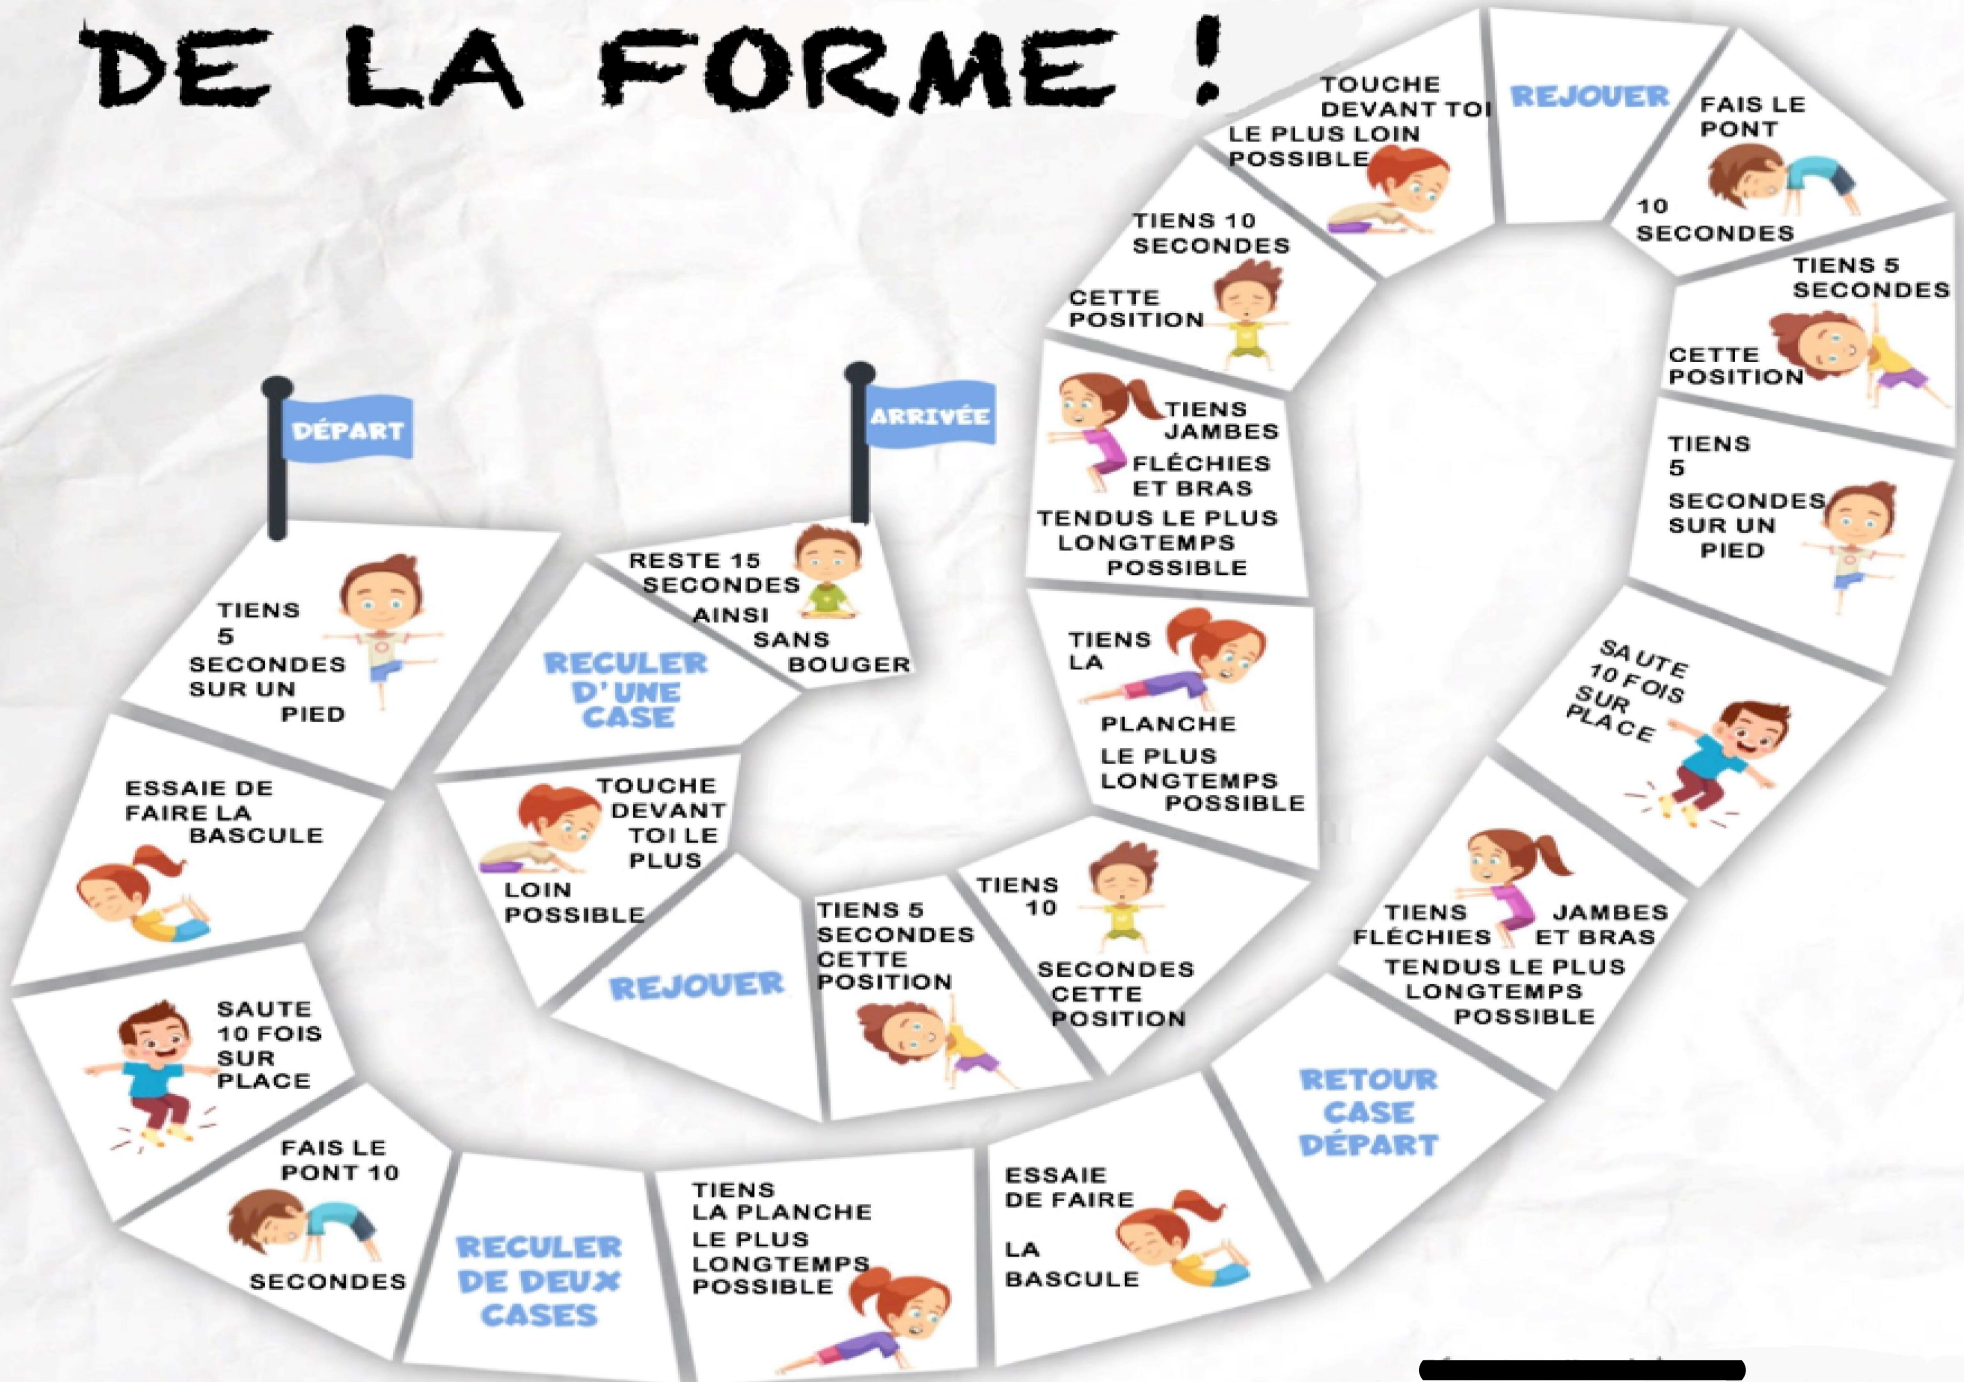 DE LA FORME !
DÉPART
TIENS
5
SECONDES
SUR UN
PIED
ESSAIE DE
FAIRE LA
BASCULE
SAUTE
10 FOIS
SUR
PLACE
FAIS LE
PONT 10
SECONDES
RECULER
DE DEUX
CASES
TIENS
LA PLANCHE
LE PLUS
LONGTEMPS
POSSIBLE
ESSAIE
DE FAIRE
LA
BASCULE
RETOUR
CASE
DÉPART
TIENS JAMBES
FLÉCHIES ET BRAS
TENDUS LE PLUS
LONGTEMPS
POSSIBLE
SAUTE
10 FOIS
SUR
PLACE
TIENS
5
SECONDES
SUR UN
PIED
TIENS 5
SECONDES
CETTE
POSITION
FAIS LE
PONT
10
SECONDES
REJOUER
TOUCHE
DEVANT TOI
LE PLUS LOIN
POSSIBLE
TIENS 10
SECONDES
CETTE
POSITION
TIENS
JAMBES
FLÉCHIES
ET BRAS
TENDUS LE PLUS
LONGTEMPS
POSSIBLE
TIENS
LA
PLANCHE
LE PLUS
LONGTEMPS
POSSIBLE
TIENS
10
SECONDES
CETTE
POSITION
TIENS 5
SECONDES
CETTE
POSITION
REJOUER
TOUCHE
DEVANT
TOI LE
PLUS
LOIN
POSSIBLE
RECULER
D'UNE
CASE
RESTE 15
SECONDES
AINSI
SANS
BOUGER
ARRIVÉE